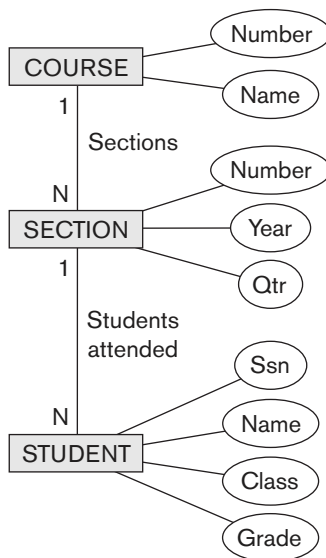 Number
COURSE
Name
1
Sections
N
Number
SECTION
Year
Qtr
1
Students
attended
N
Ssn
Name
STUDENT
Class
Grade